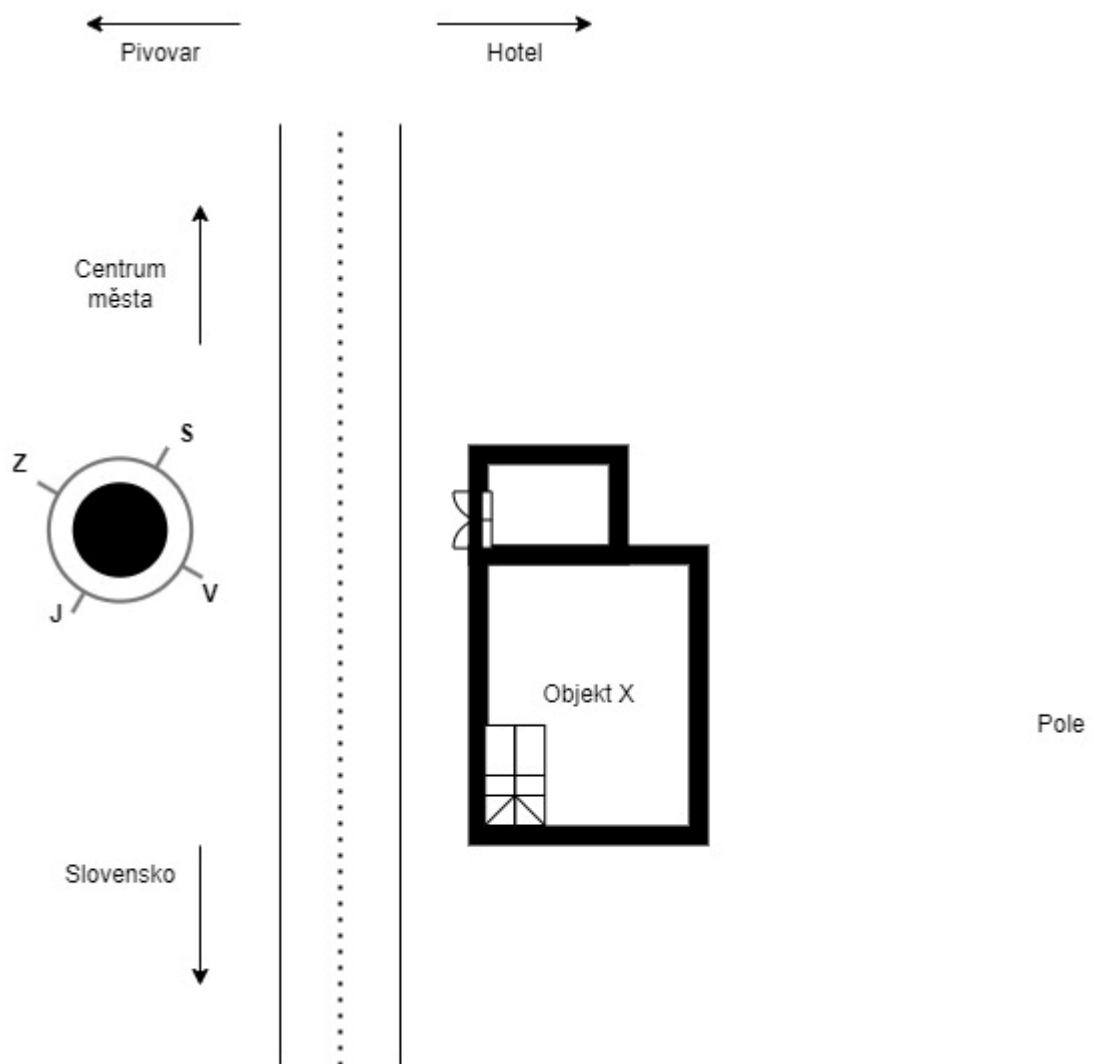 Pivovar
Hotel
Centrum
města
S
Z
V
J
Objekt X
Pole
Slovensko